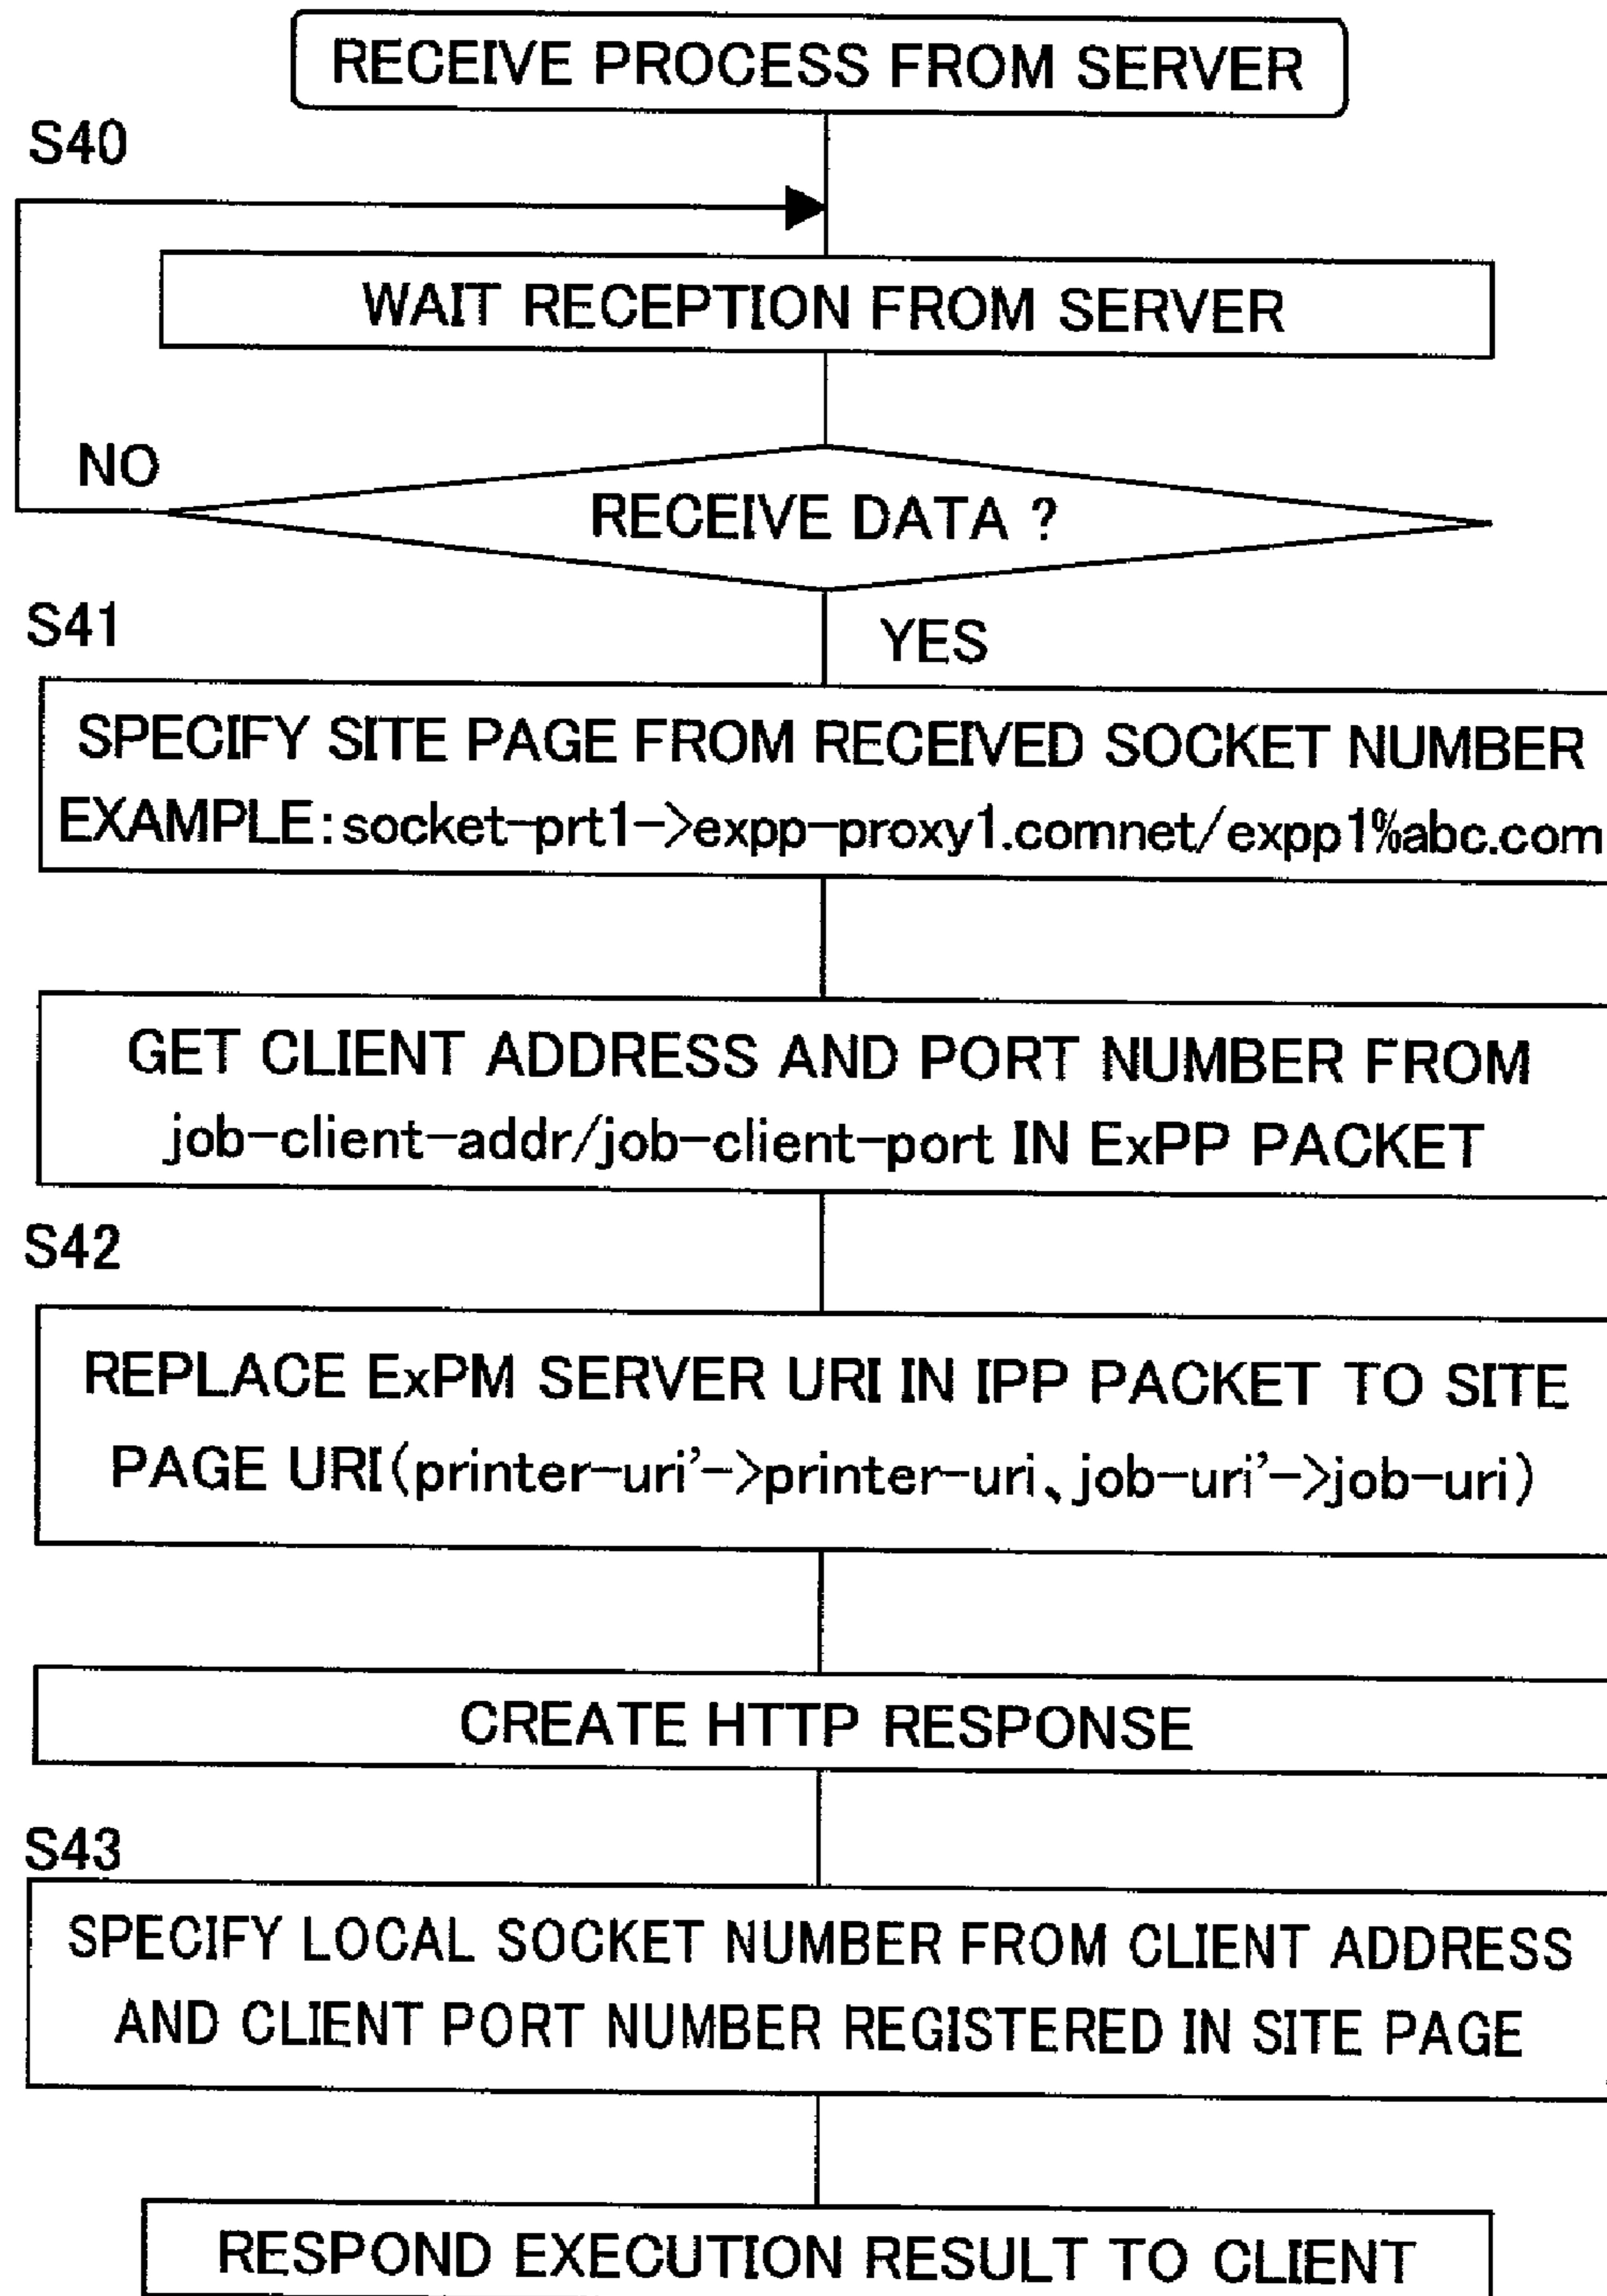 RECEIVE PROCESS FROM SERVER
S40
WAIT RECEPTION FROM SERVER
NO
RECEIVE DATA ?
S41
YES
SPECIFY SITE PAGE FROM RECEIVED SOCKET NUMBER
EXAMPLE:socket-prt1->expp-proxy1.comnet/expp1%abc.com
GET CLIENT ADDRESS AND PORT NUMBER FROM
job-client-addr/job-client-port IN ExPP PACKET
S42
REPLACE ExPM SERVER URI IN IPP PACKET TO SITE
PAGE URI(printer-uri'->printer-uri、job-uri'->job-uri)
CREATE HTTP RESPONSE
S43
SPECIFY LOCAL SOCKET NUMBER FROM CLIENT ADDRESS
AND CLIENT PORT NUMBER REGISTERED IN SITE PAGE
RESPOND EXECUTION RESULT TO CLIENT